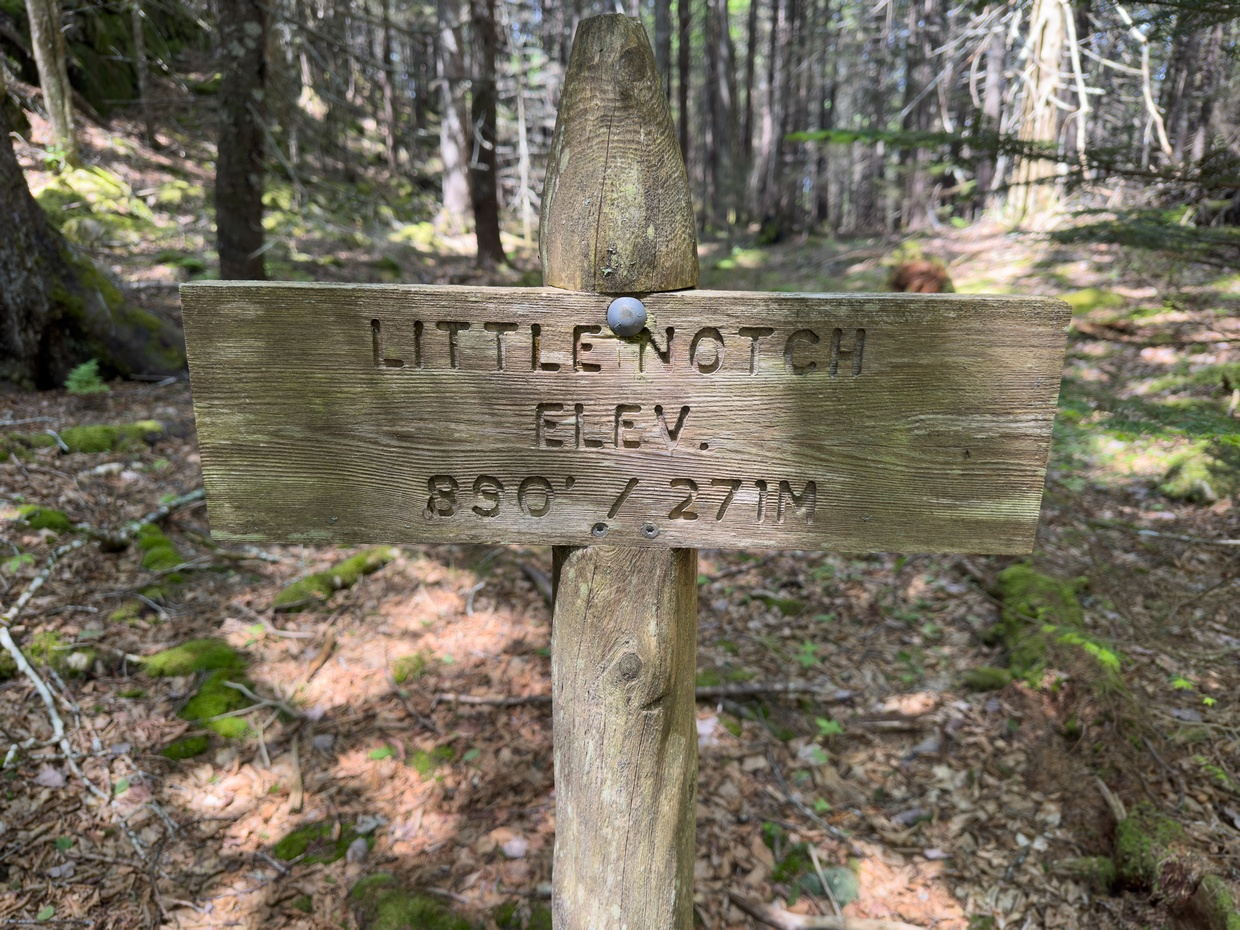 LITTLE NOTCH
ELEV.
890' / 271M